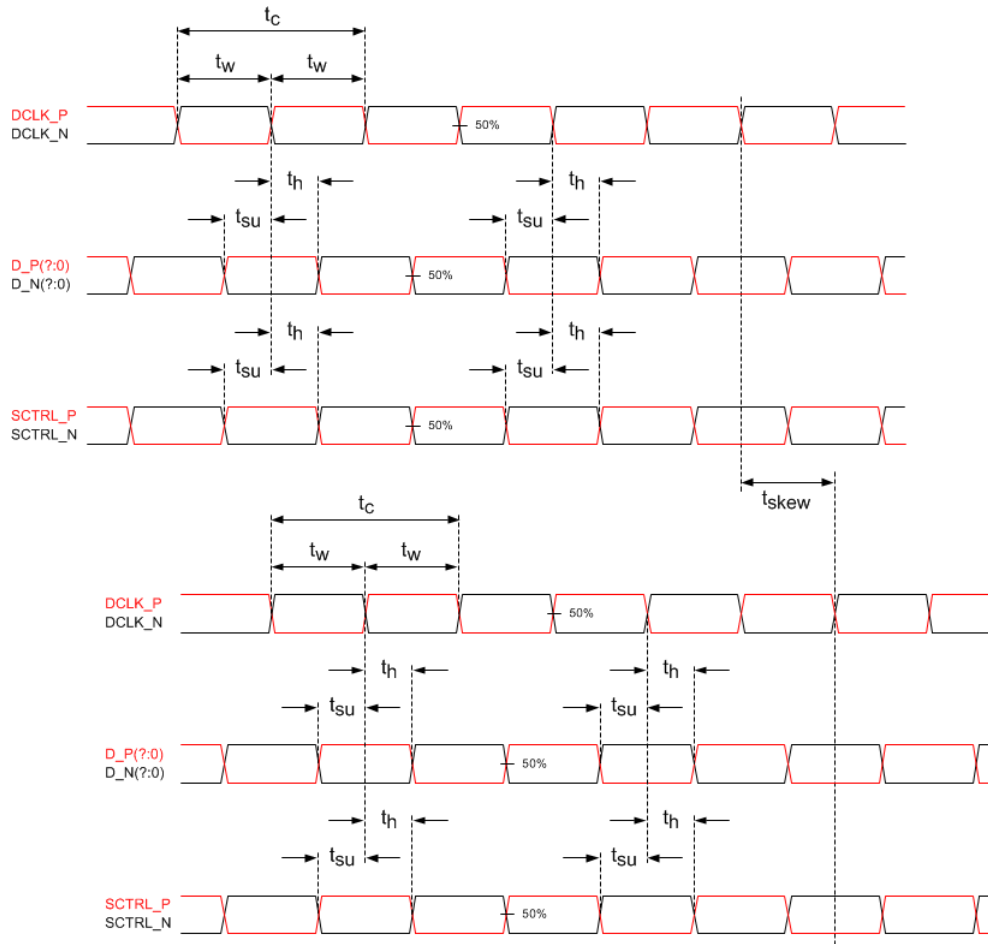 tc
tw tw
DCLK_P
DCLK_N
50%
th th
tsu tsu
D_P(?:0)
D_N(?:0)
50%
th th
tsu tsu
SCTRL_P
SCTRL_N
50%
tskew
tc
tw tw
DCLK_P
DCLK_N
50%
th th
tsu tsu
D_P(?:0)
D_N(?:0)
50%
th th
tsu tsu
SCTRL_P
SCTRL_N
50%